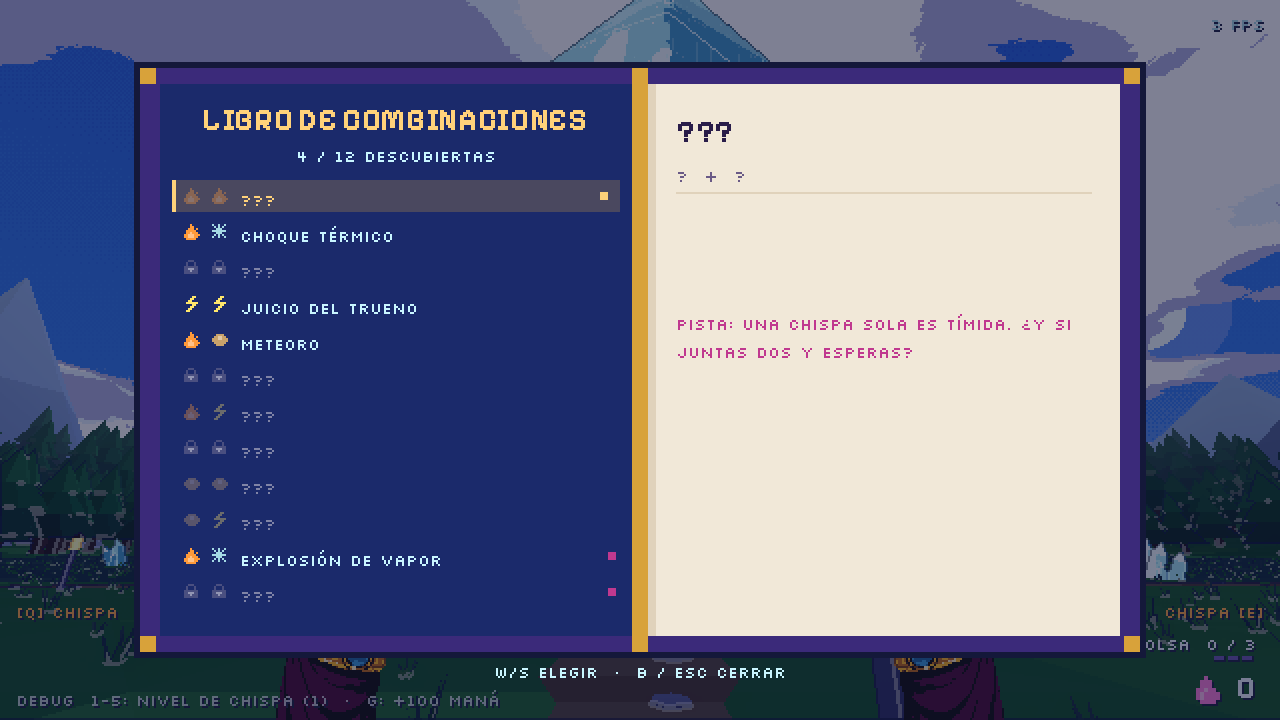 3 FPS
LIBRO DE COMBINACIONES
4 / 12 DESCUBIERTAS
???
CHOQUE TÉRMICO
???
JUICIO DEL TRUENO
METEORO
???
???
???
???
???
EXPLOSIÓN DE VAPOR
???
???
? + ?
PISTA: UNA CHISPA SOLA ES TÍMIDA. ¿Y SI
JUNTAS DOS Y ESPERAS?
[Q] CHISPA
CHISPA [E]
OLSA 0 / 3
W/S ELEGIR · B / ESC CERRAR
DEBUG 1-5: NIVEL DE CHISPA (1) · G: +100 MANÁ
0